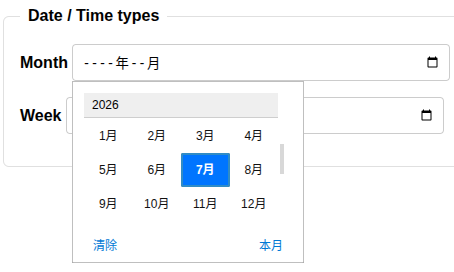 Date / Time types
Month ----年--月
2026
Week
1月 2月 3月 4月
5月 6月 7月 8月
9月 10月 11月 12月
清除 本月